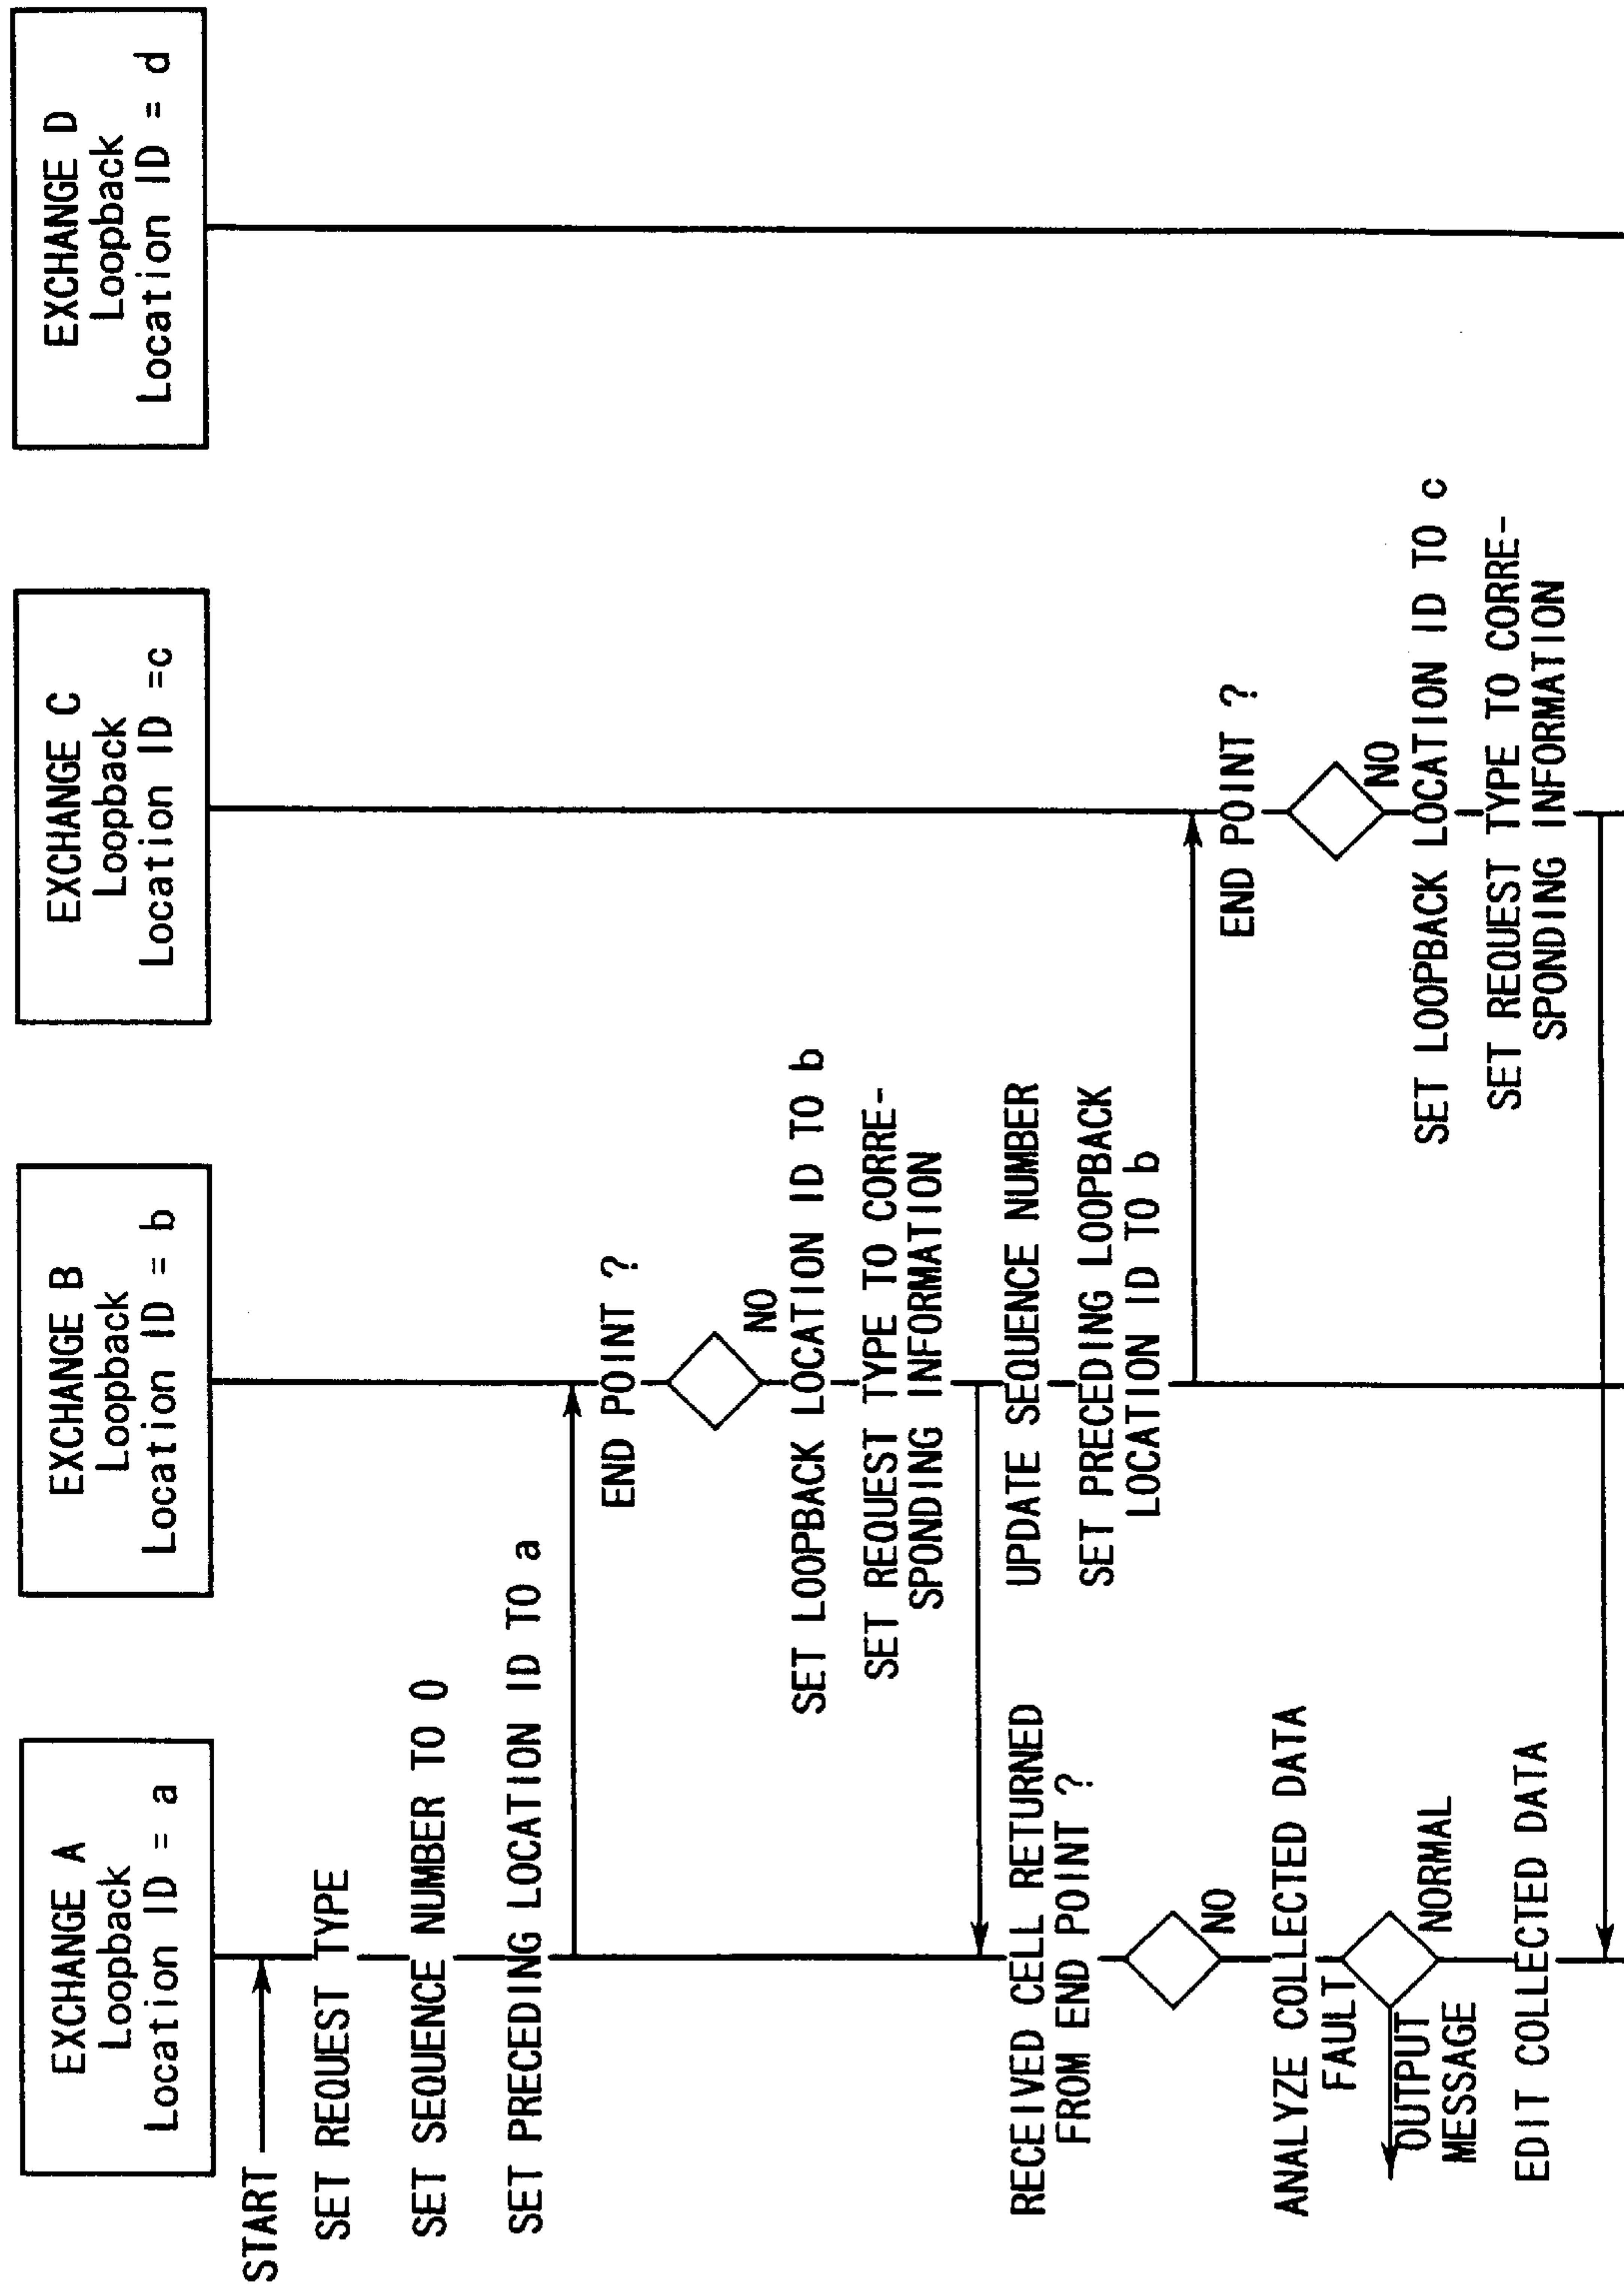 EXCHANGE A
Loopback
Location ID = a
EXCHANGE B
Loopback
Location ID = b
EXCHANGE C
Loopback
Location ID =c
EXCHANGE D
Loopback
Location ID = d
START
SET REQUEST TYPE
SET SEQUENCE NUMBER TO 0
SET PRECEDING LOCATION ID TO a
END POINT ?
NO
SET LOOPBACK LOCATION ID TO b
SET REQUEST TYPE TO CORRE-
SPONDING INFORMATION
RECEIVED CELL RETURNED
FROM END POINT ?
NO
UPDATE SEQUENCE NUMBER
SET PRECEDING LOOPBACK
LOCATION ID TO b
END POINT ?
NO
SET LOOPBACK LOCATION ID TO c
SET REQUEST TYPE TO CORRE-
SPONDING INFORMATION
ANALYZE COLLECTED DATA
FAULT
NORMAL
OUTPUT
MESSAGE
EDIT COLLECTED DATA